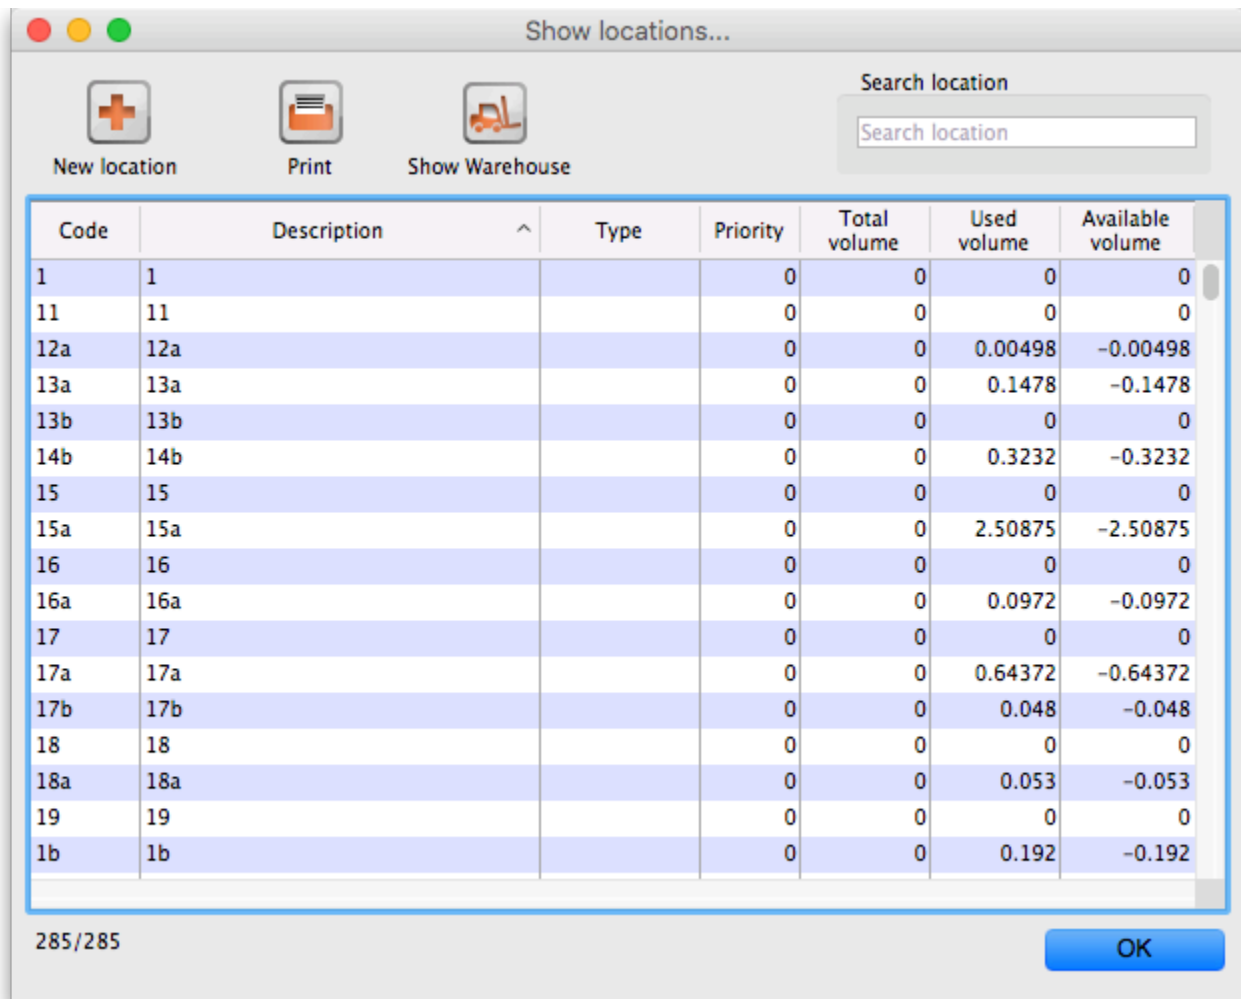 Show locations...
Search location
Search location
New location Print Show Warehouse
Code Description Type Priority Total volume Used volume Available volume
1 1 0 0 0 0
11 11 0 0 0 0
12a 12a 0 0 0.00498 -0.00498
13a 13a 0 0 0.1478 -0.1478
13b 13b 0 0 0 0
14b 14b 0 0 0.3232 -0.3232
15 15 0 0 0 0
15a 15a 0 0 2.50875 -2.50875
16 16 0 0 0 0
16a 16a 0 0 0.0972 -0.0972
17 17 0 0 0 0
17a 17a 0 0 0.64372 -0.64372
17b 17b 0 0 0.048 -0.048
18 18 0 0 0 0
18a 18a 0 0 0.053 -0.053
19 19 0 0 0 0
1b 1b 0 0 0.192 -0.192
285/285
OK